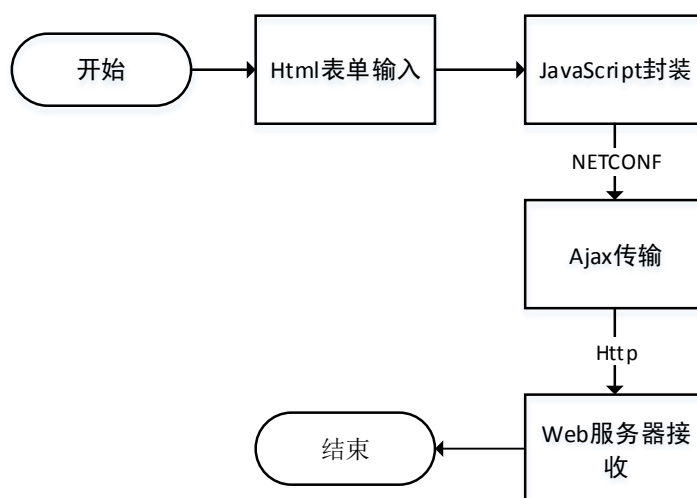 开始
Html表单输入
JavaScript封装
NETCONF
Ajax传输
Http
Web服务器接
收
结束